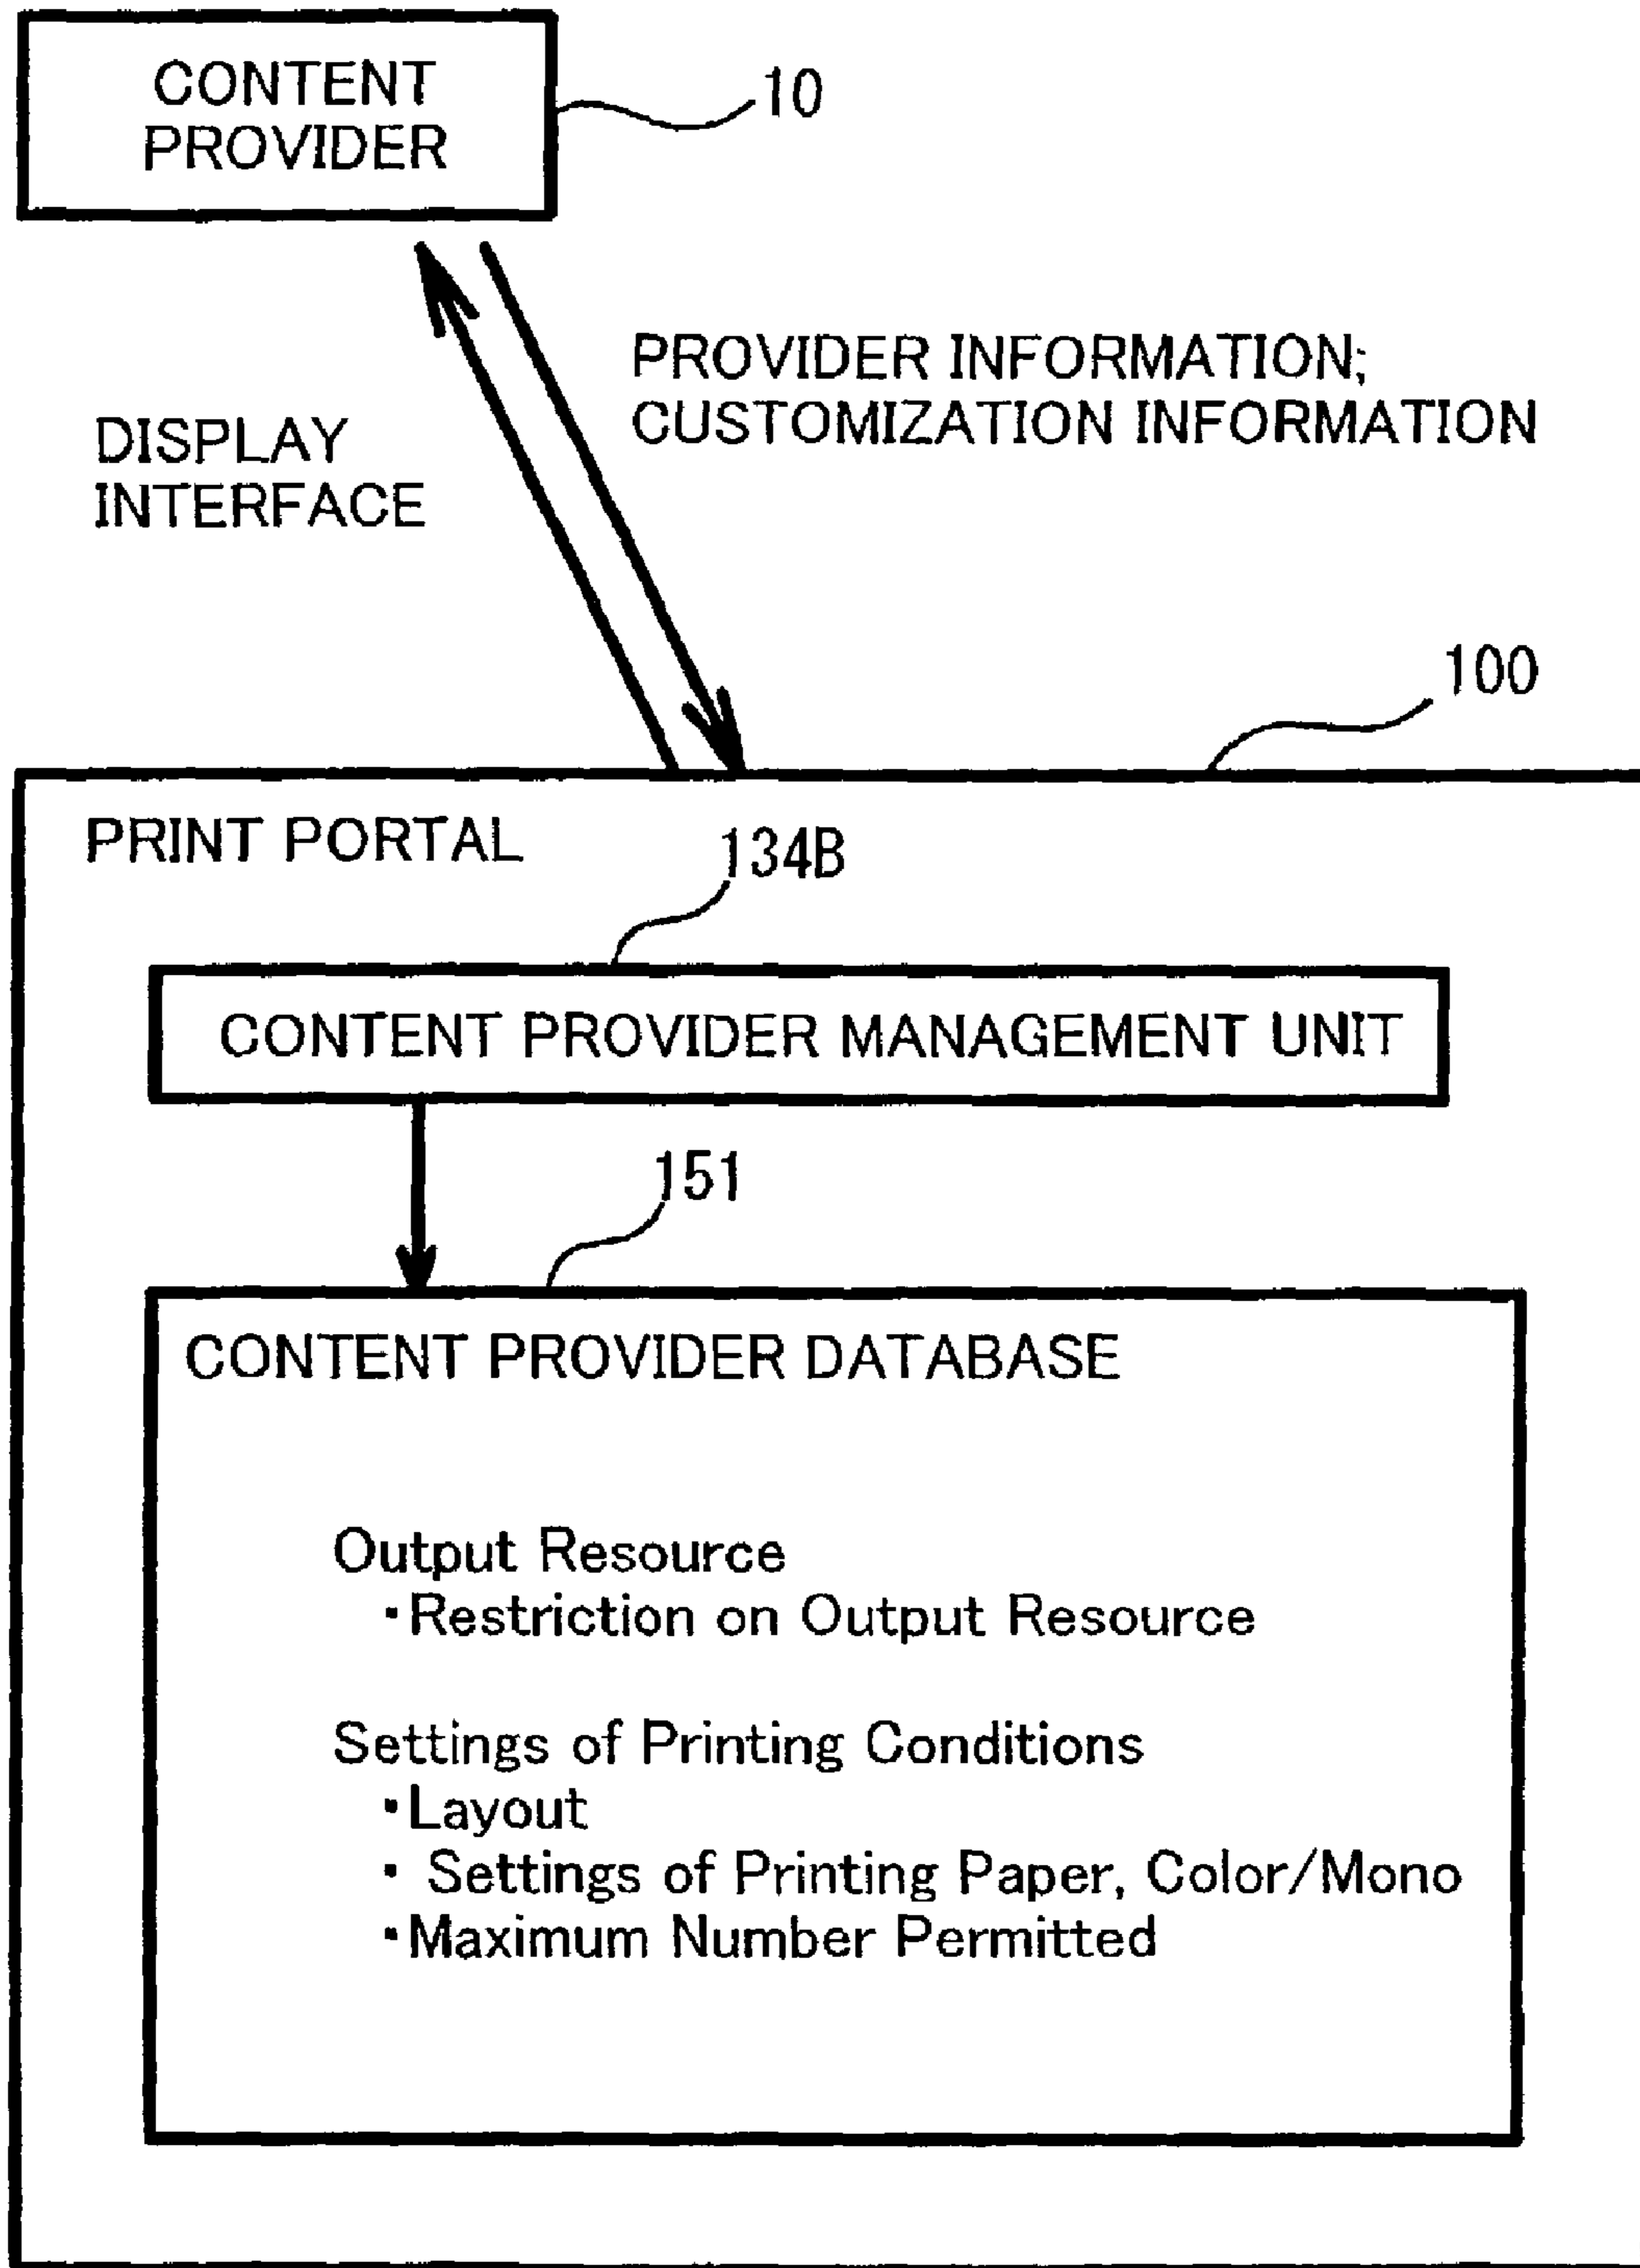 CONTENT
PROVIDER
10
PROVIDER INFORMATION;
CUSTOMIZATION INFORMATION
DISPLAY
INTERFACE
100
PRINT PORTAL
134B
CONTENT PROVIDER MANAGEMENT UNIT
151
CONTENT PROVIDER DATABASE
Output Resource
・Restriction on Output Resource
Settings of Printing Conditions
・Layout
・ Settings of Printing Paper, Color/Mono
・Maximum Number Permitted